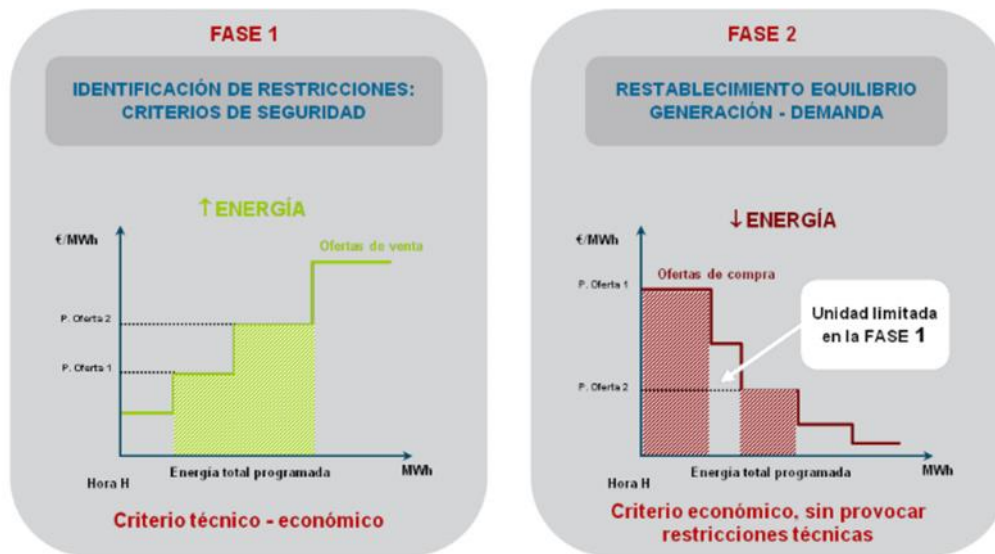 FASE 1
IDENTIFICACIÓN DE RESTRICCIONES:
CRITERIOS DE SEGURIDAD
↑ENERGÍA
€/MWh
Ofertas de venta
P. Oferta 2
P. Oferta 1
Energía total programada
MWh
Hora H
Criterio técnico - económico
FASE 2
RESTABLECIMIENTO EQUILIBRIO
GENERACIÓN - DEMANDA
↓ENERGÍA
€/MWh
Ofertas de compra
P. Oferta 1
Unidad limitada
en la FASE 1
P. Oferta 2
Energía total programada
MWh
Hora H
Criterio económico, sin provocar
restricciones técnicas